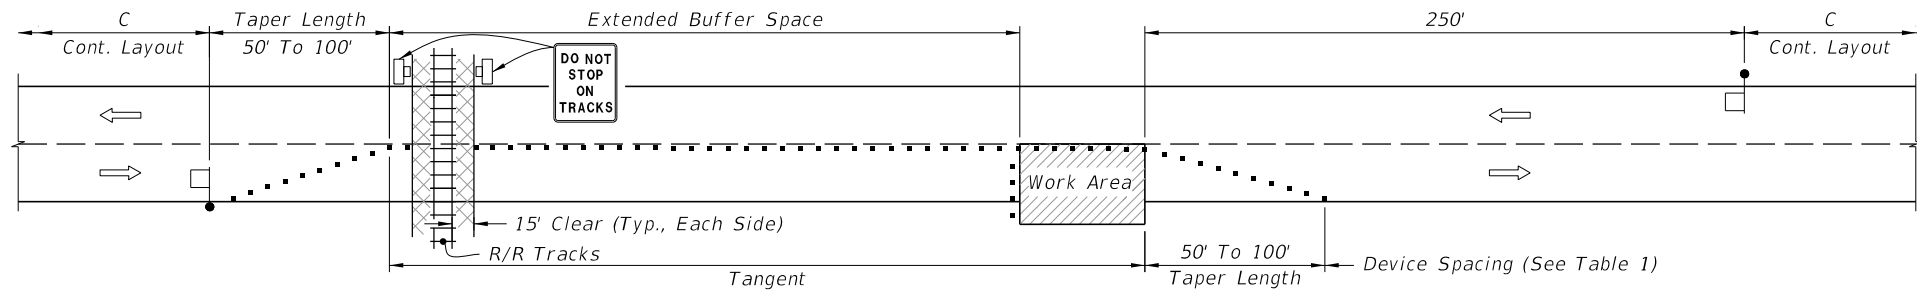 C
Cont. Layout
Taper Length
50' To 100'
Extended Buffer Space
250'
C
Cont. Layout
DO NOT
STOP
ON
TRACKS
Work Area
15' Clear (Typ., Each Side)
R/R Tracks
Tangent
50' To 100'
Taper Length
Device Spacing (See Table 1)